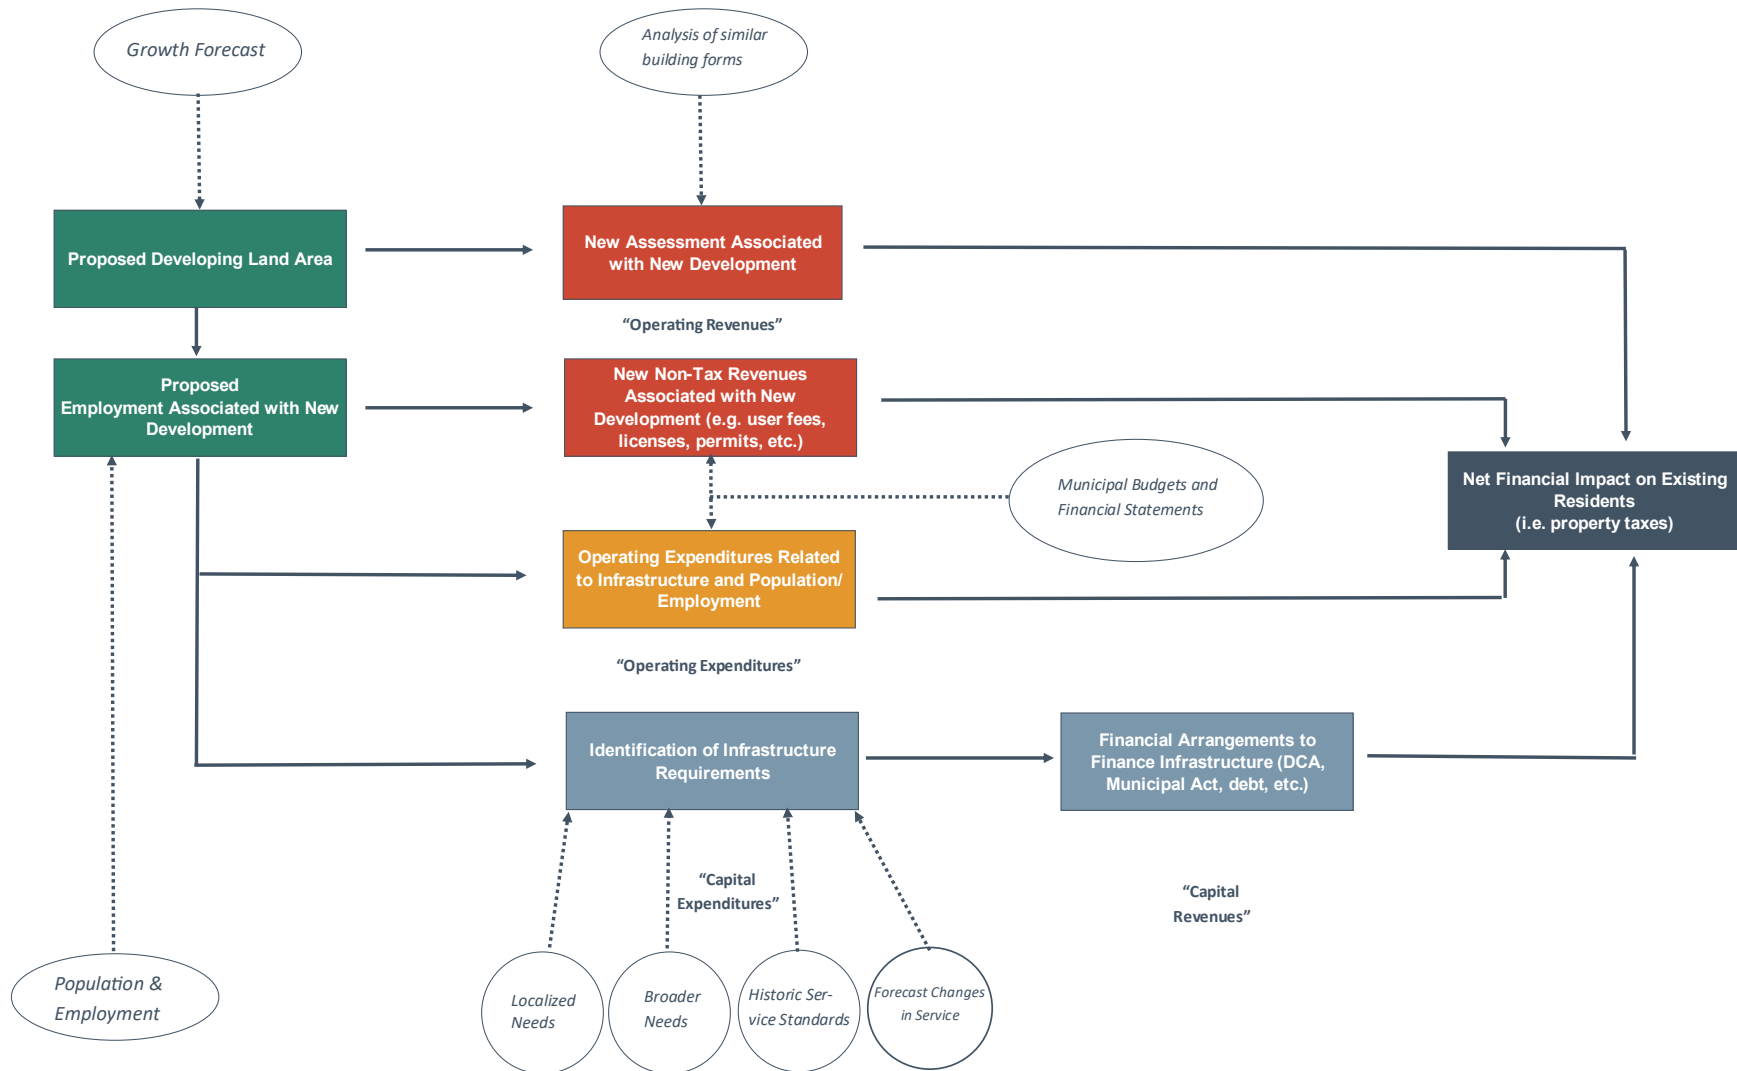 Growth Forecast
Analysis of similar
building forms
Proposed Developing Land Area
New Assessment Associated
with New Development
“Operating Revenues”
Proposed
Employment Associated with New
Development
New Non-Tax Revenues
Associated with New
Development (e.g. user fees,
licenses, permits, etc.)
Municipal Budgets and
Financial Statements
Net Financial Impact on Existing
Residents
(i.e. property taxes)
Operating Expenditures Related
to Infrastructure and Population/
Employment
“Operating Expenditures”
Identification of Infrastructure
Requirements
Financial Arrangements to
Finance Infrastructure (DCA,
Municipal Act, debt, etc.)
“Capital
Expenditures”
“Capital
Revenues”
Population &
Employment
Localized
Needs
Broader
Needs
Historic Ser-
vice Standards
Forecast Changes
in Service